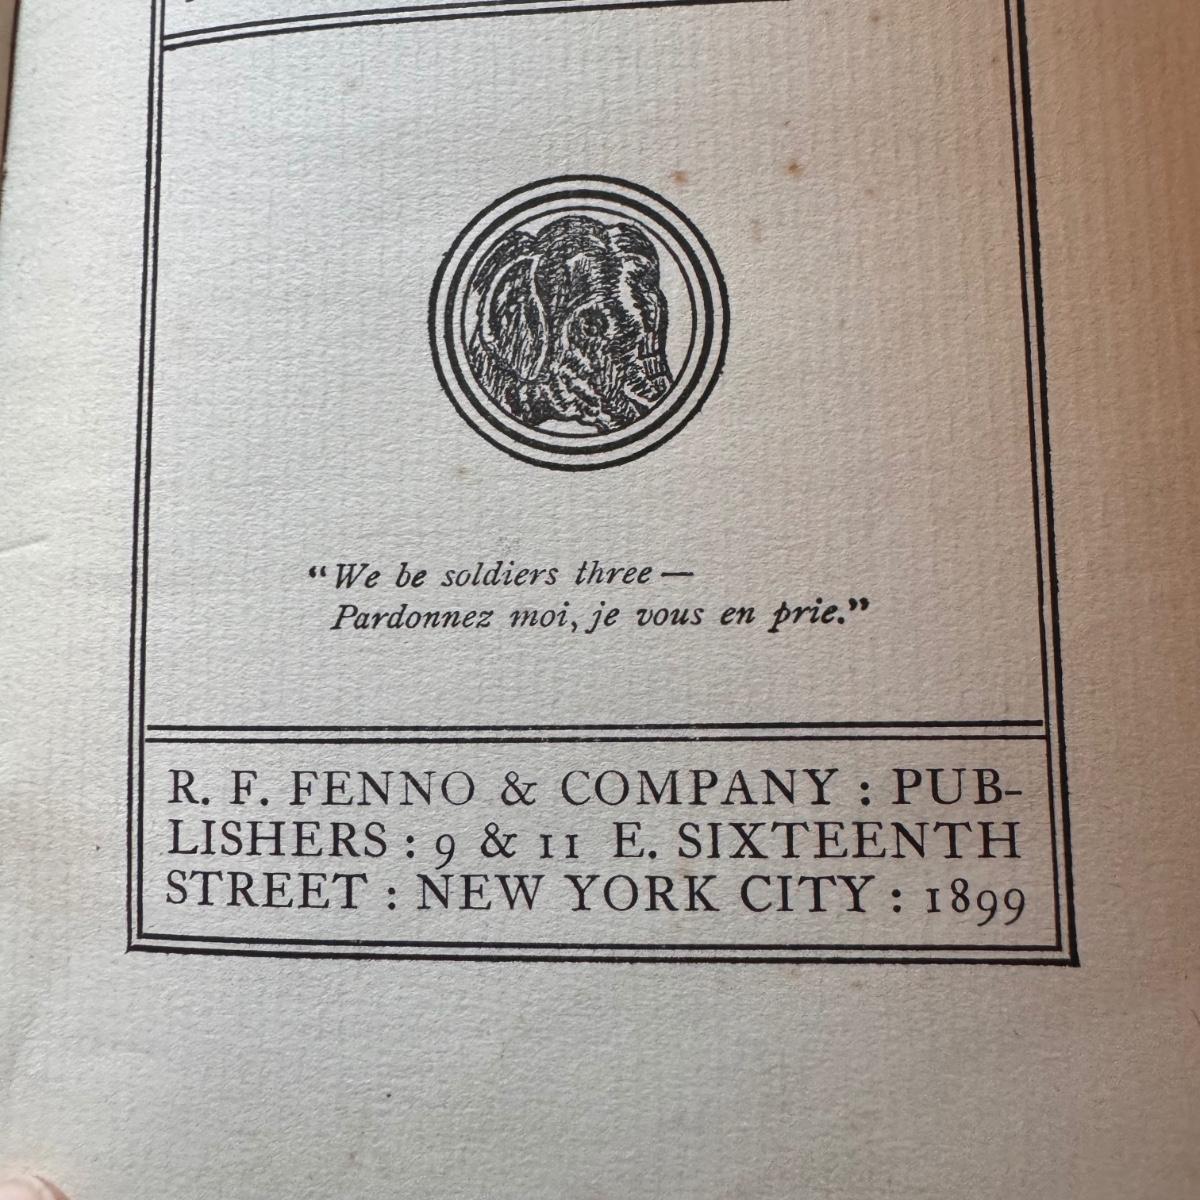 “We be soldiers three —
Pardonnez moi, je vous en prie.”
R. F. FENNO & COMPANY : PUB-
LISHERS : 9 & 11 E. SIXTEENTH
STREET : NEW YORK CITY : 1899